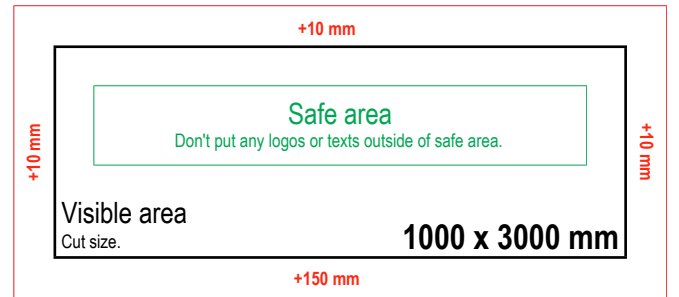 +10 mm
Safe area
Don't put any logos or texts outside of safe area.
+10 mm
+10 mm
Visible area
Cut size.
1000 x 3000 mm
+150 mm